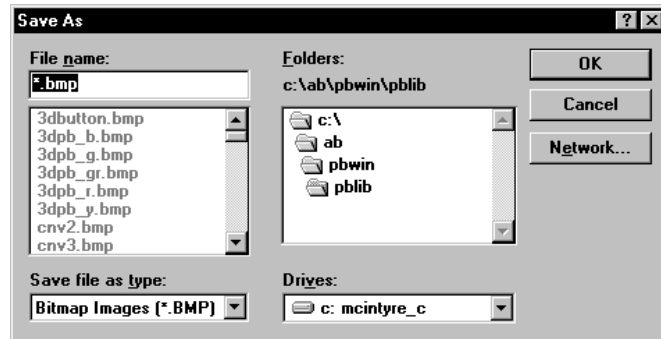 Save As
File name:
*.bmp
3dbutton.bmp
3dpb_b.bmp
3dpb_g.bmp
3dpb_gr.bmp
3dpb_r.bmp
3dpb_y.bmp
cnv2.bmp
cnv3.bmp
Save file as type:
Bitmap Images (*.BMP)
Folders:
c:\ab\pbwin\pblib
c:\
ab
pbwin
pblib
Drives:
c: mcintyre_c
OK
Cancel
Network...